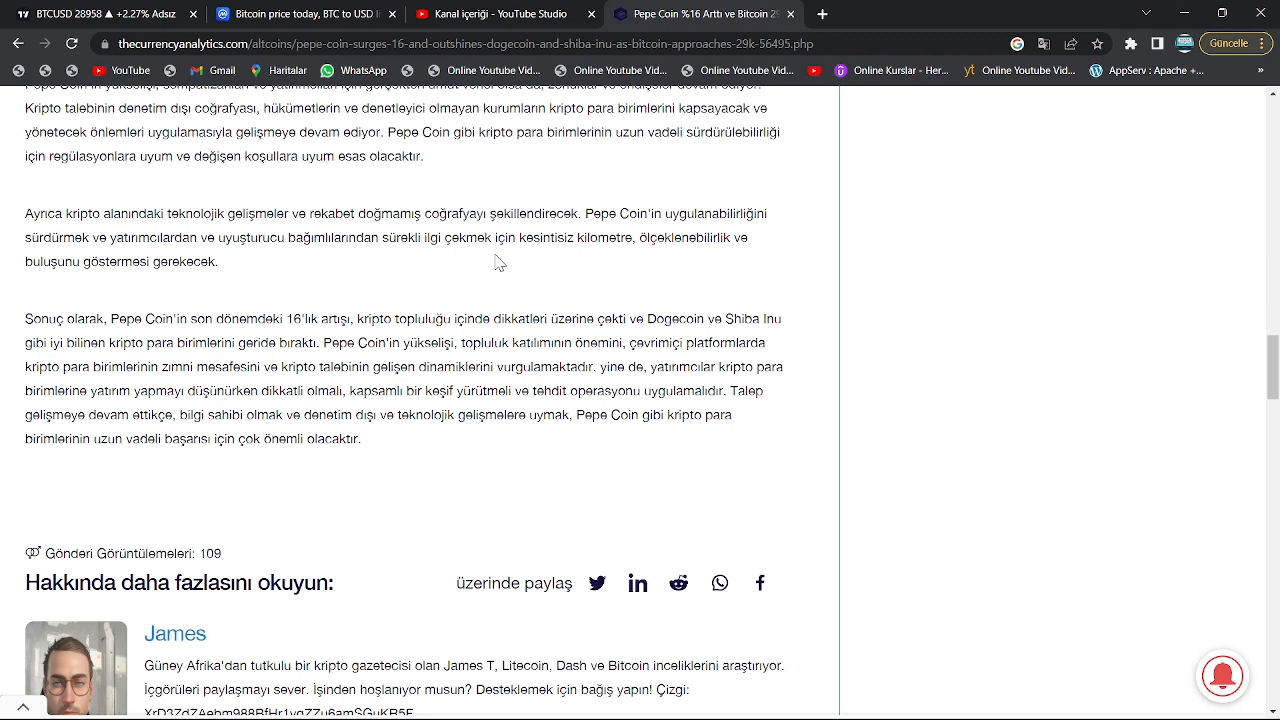 BTCUSD 28958 ▲ +2.27% Adsız
Bitcoin price today, BTC to USD li
Kanal içeriği - YouTube Studio
Pepe Coin %16 Arttı ve Bitcoin 29
thecurrencyanalytics.com/altcoins/pepe-coin-surges-16-and-outshines-dogecoin-and-shiba-inu-as-bitcoin-approaches-29k-56495.php
Güncelle
YouTube
Gmail
Haritalar
WhatsApp
Online Youtube Vid...
Online Youtube Vid...
Online Youtube Vid...
Online Kurslar - Her...
Online Youtube Vid...
AppServ : Apache +...
Kripto talebinin denetim dışı coğrafyası, hükümetlerin ve denetleyici olmayan kurumların kripto para birimlerini kapsayacak ve
yönetecek önlemleri uygulamasıyla gelişmeye devam ediyor. Pepe Coin gibi kripto para birimlerinin uzun vadeli sürdürülebilirliği
için regülasyonlara uyum ve değişen koşullara uyum esas olacaktır.
Ayrıca kripto alanındaki teknolojik gelişmeler ve rekabet doğmamış coğrafyayı şekillendirecek. Pepe Coin'in uygulanabilirliğini
sürdürmek ve yatırımcılardan ve uyuşturucu bağımlılarından sürekli ilgi çekmek için kesintisiz kilometre, ölçeklenebilirlik ve
buluşunu göstermesi gerekecek.
Sonuç olarak, Pepe Coin'in son dönemdeki 16'lık artışı, kripto topluluğu içinde dikkatleri üzerine çekti ve Dogecoin ve Shiba Inu
gibi iyi bilinen kripto para birimlerini geride bıraktı. Pepe Coin'in yükselişi, topluluk katılımının önemini, çevrimiçi platformlarda
kripto para birimlerinin zımni mesafesini ve kripto talebinin gelişen dinamiklerini vurgulamaktadır. yine de, yatırımcılar kripto para
birimlerine yatırım yapmayı düşünürken dikkatli olmalı, kapsamlı bir keşif yürütmeli ve tehdit operasyonu uygulamalıdır. Talep
gelişmeye devam ettikçe, bilgi sahibi olmak ve denetim dışı ve teknolojik gelişmelere uymak, Pepe Coin gibi kripto para
birimlerinin uzun vadeli başarısı için çok önemli olacaktır.
Gönderi Görüntülemeleri: 109
Hakkında daha fazlasını okuyun:
üzerinde paylaş
James
Güney Afrika'dan tutkulu bir kripto gazetecisi olan James T, Litecoin, Dash ve Bitcoin inceliklerini araştırıyor.
İçgörüleri paylaşmayı sever. İşinden hoşlanıyor musun? Desteklemek için bağış yapın! Çizgi: